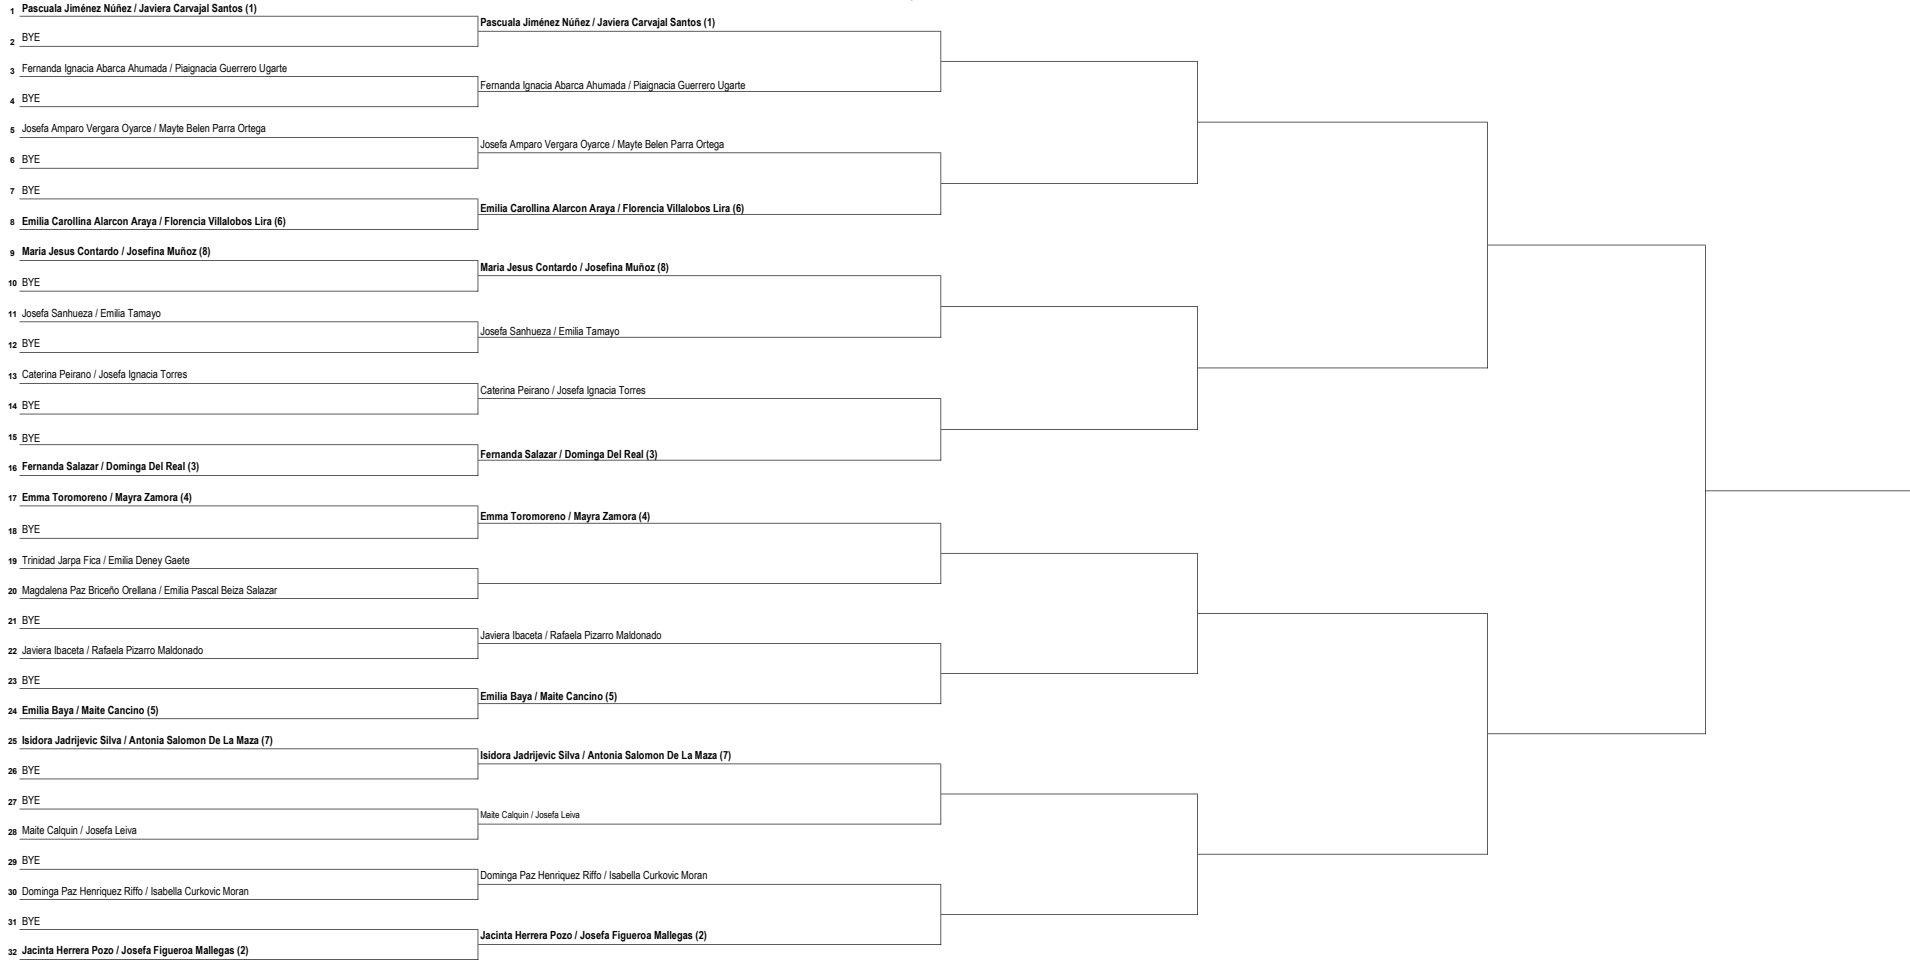 1 Pascuala Jiménez Núñez / Javiera Carvajal Santos (1)
Pascuala Jiménez Núñez / Javiera Carvajal Santos (1)
2 BYE
3 Fernanda Ignacia Abarca Ahumada / Piaignacia Guerrero Ugarte
Fernanda Ignacia Abarca Ahumada / Piaignacia Guerrero Ugarte
4 BYE
5 Josefa Amparo Vergara Oyarce / Mayte Belen Parra Ortega
Josefa Amparo Vergara Oyarce / Mayte Belen Parra Ortega
6 BYE
7 BYE
Emilia Carollina Alarcon Araya / Florencia Villalobos Lira (6)
8 Emilia Carollina Alarcon Araya / Florencia Villalobos Lira (6)
9 Maria Jesus Contardo / Josefina Muñoz (8)
Maria Jesus Contardo / Josefina Muñoz (8)
10 BYE
11 Josefa Sanhueza / Emilia Tamayo
Josefa Sanhueza / Emilia Tamayo
12 BYE
13 Caterina Peirano / Josefa Ignacia Torres
Caterina Peirano / Josefa Ignacia Torres
14 BYE
15 BYE
Fernanda Salazar / Dominga Del Real (3)
16 Fernanda Salazar / Dominga Del Real (3)
17 Emma Toromoreno / Mayra Zamora (4)
Emma Toromoreno / Mayra Zamora (4)
18 BYE
19 Trinidad Jarpa Fica / Emilia Deney Gaete
20 Magdalena Paz Briceño Orellana / Emilia Pascal Beiza Salazar
21 BYE
Javiera Ibaceta / Rafaela Pizarro Maldonado
22 Javiera Ibaceta / Rafaela Pizarro Maldonado
23 BYE
Emilia Baya / Maite Cancino (5)
24 Emilia Baya / Maite Cancino (5)
25 Isidora Jadrijevic Silva / Antonia Salomon De La Maza (7)
Isidora Jadrijevic Silva / Antonia Salomon De La Maza (7)
26 BYE
27 BYE
Maite Calquin / Josefa Leiva
28 Maite Calquin / Josefa Leiva
29 BYE
Dominga Paz Henriquez Riffo / Isabella Curkovic Moran
30 Dominga Paz Henriquez Riffo / Isabella Curkovic Moran
31 BYE
Jacinta Herrera Pozo / Josefa Figueroa Mallegas (2)
32 Jacinta Herrera Pozo / Josefa Figueroa Mallegas (2)